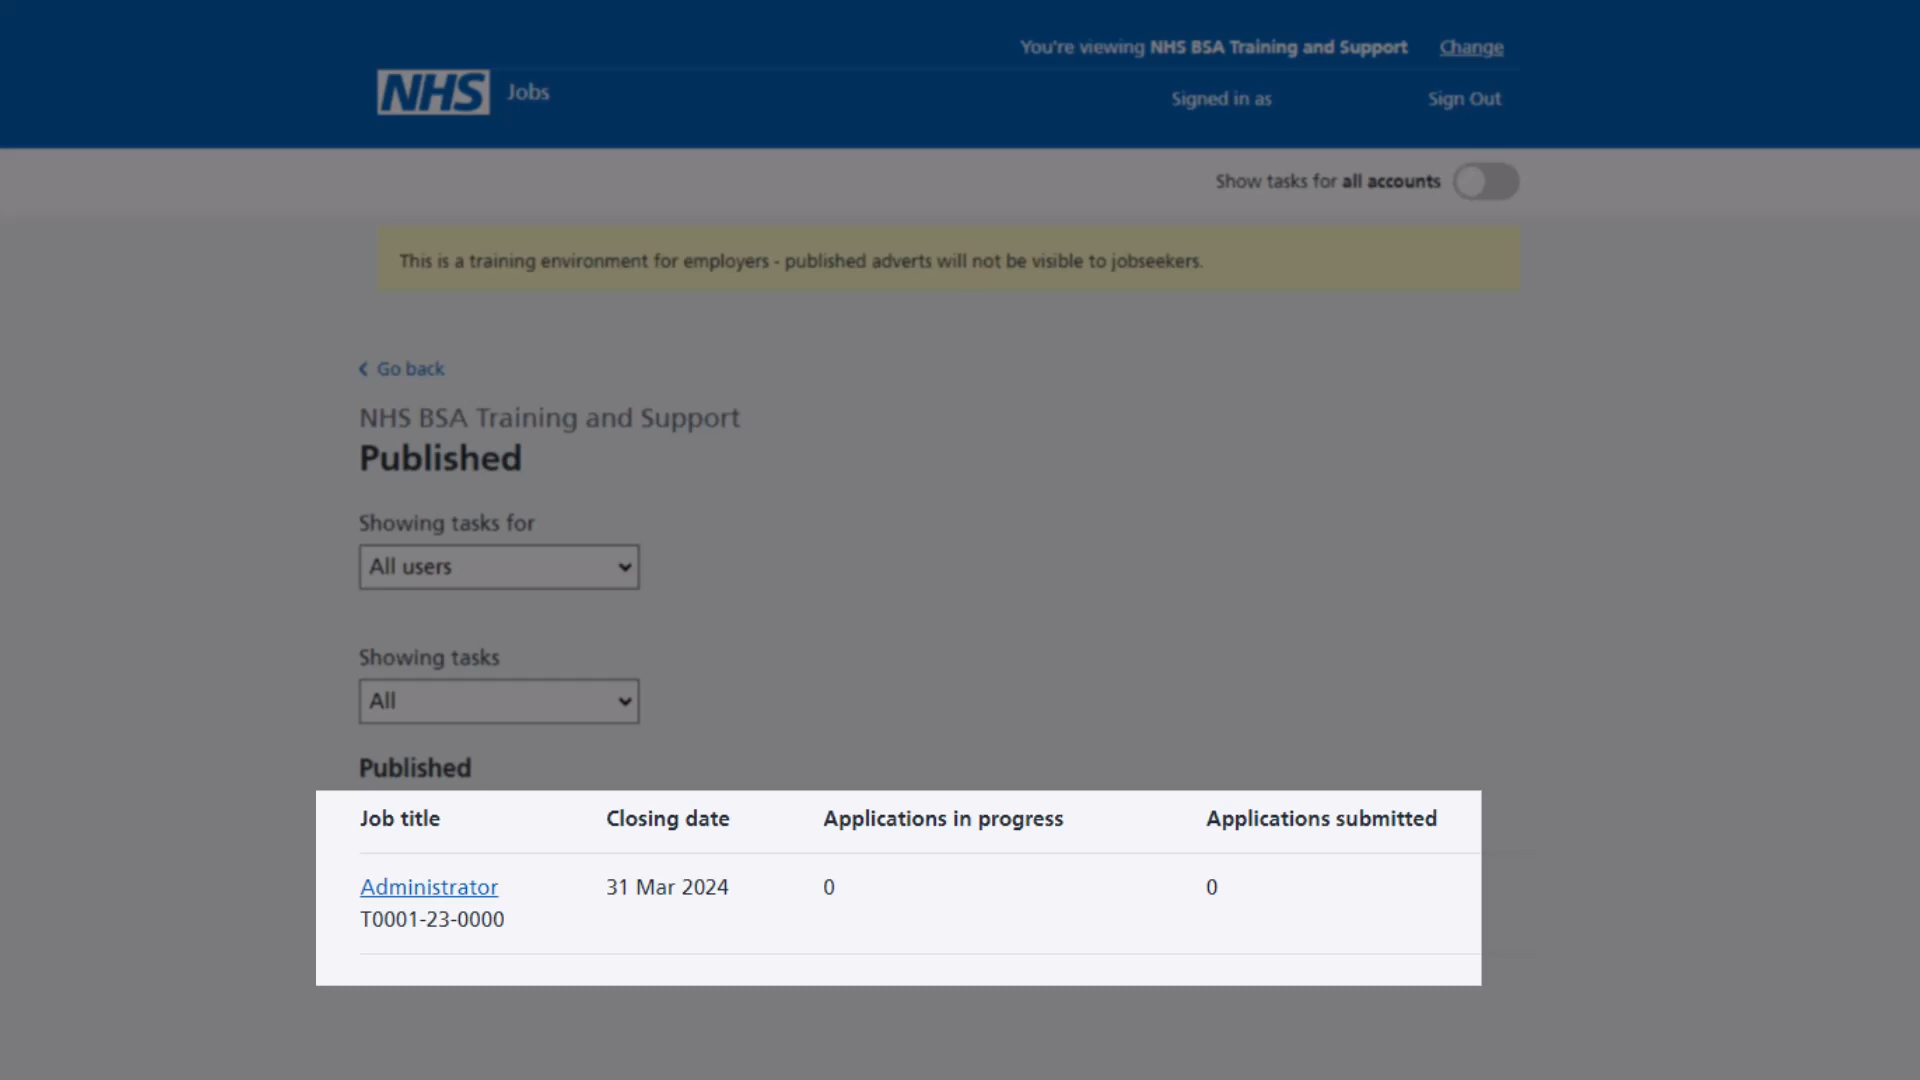 You're viewing NHS BSA Training and Support Change
NHS Jobs
Signed in as Sign Out
Show tasks for all accounts
This is a training environment for employers - published adverts will not be visible to jobseekers.
Go back
NHS BSA Training and Support
Published
Showing tasks for
All users
Showing tasks
All
Published
Job title Closing date Applications in progress Applications submitted
Administrator 31 Mar 2024 0 0
T0001-23-0000